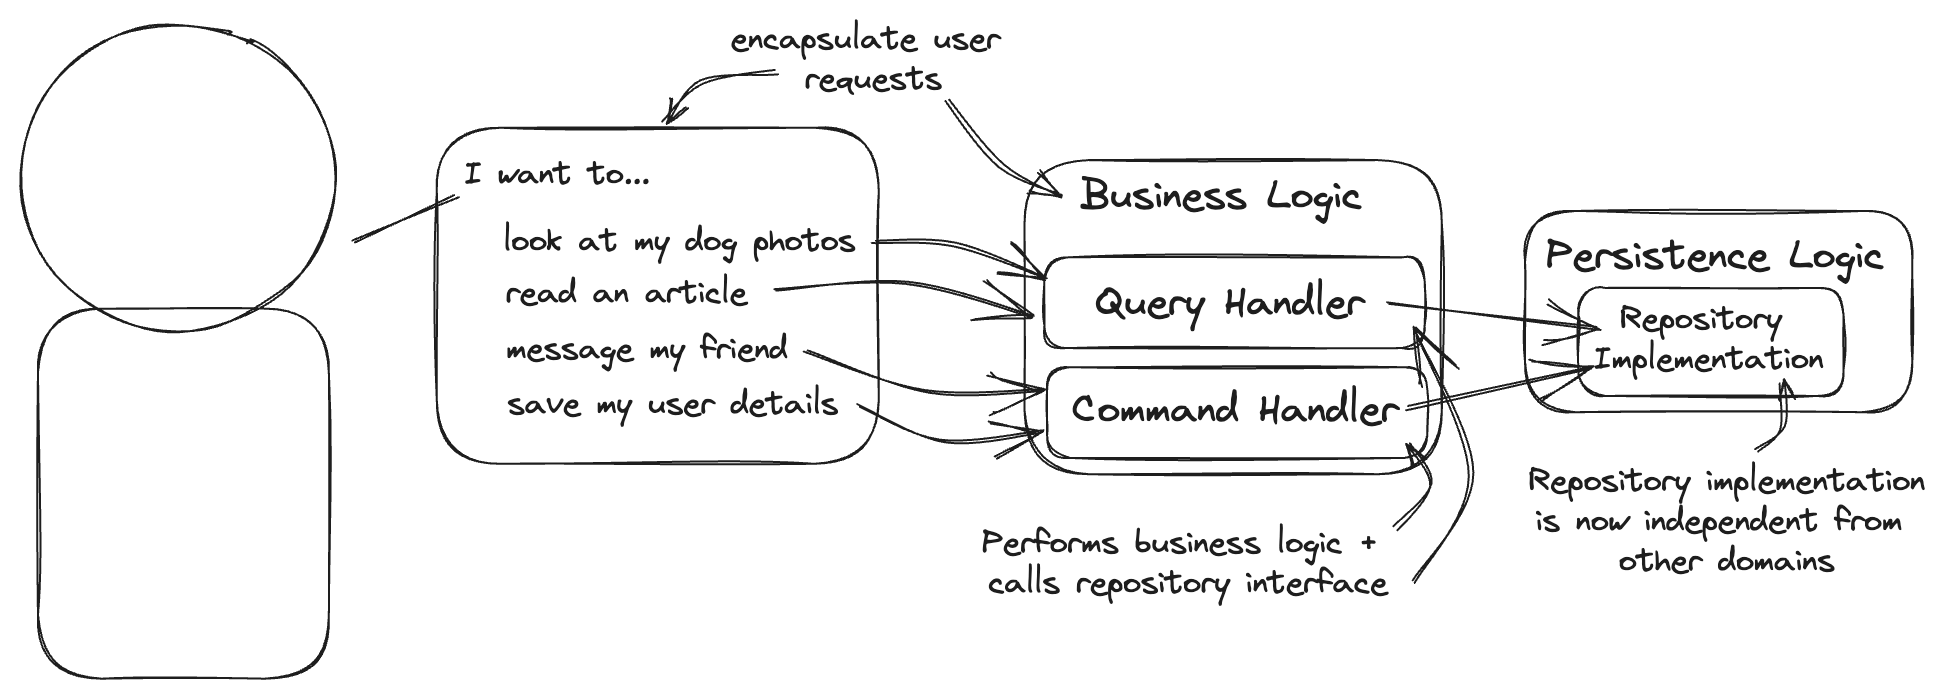 encapsulate user
requests
I want to...
look at my dog photos
read an article
message my friend
save my user details
Business Logic
Query Handler
Command Handler
Persistence Logic
Repository
Implementation
Performs business logic +
calls repository interface
Repository implementation
is now independent from
other domains